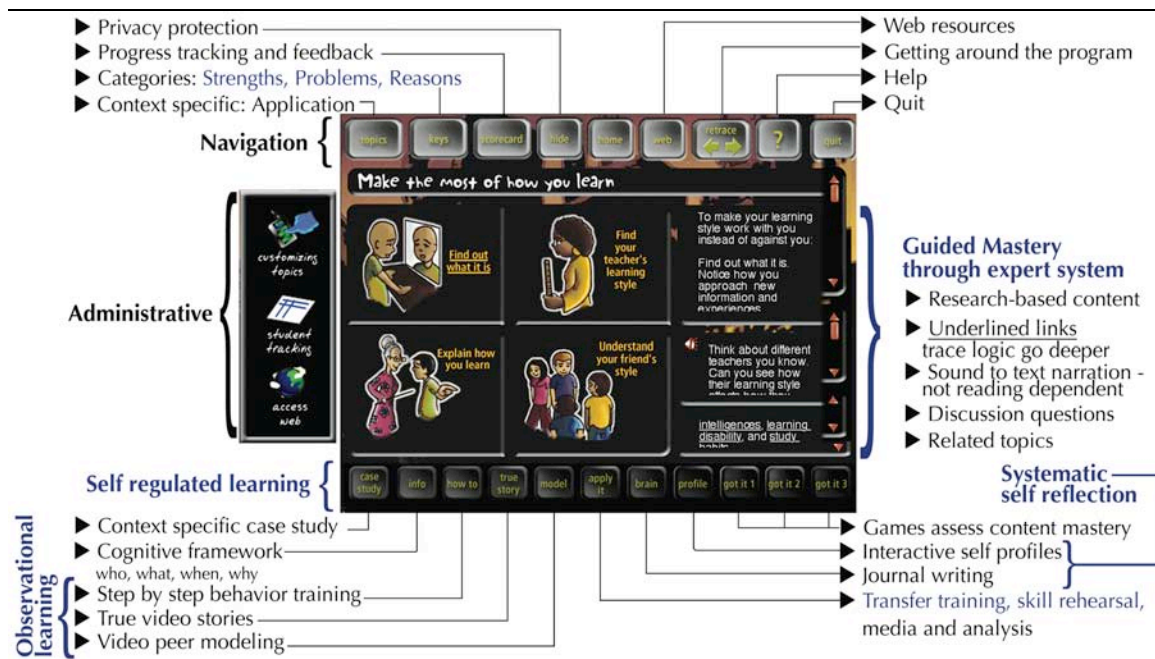 ▶ Privacy protection
▶ Progress tracking and feedback
▶ Categories: Strengths, Problems, Reasons
▶ Context specific: Application
▶ Web resources
▶ Getting around the program
▶ Help
▶ Quit
Navigation
topics
keys
scorecard
hide
home
web
retrace
?
quit
Make the most of how you learn
Administrative
customizing
topics
student
tracking
access
web
Find out
what it is
Find
your
teacher's
learning
style
Explain how
you learn
Understand
your friend's
style
To make your learning
style work with you
instead of against you:
Find out what it is.
Notice how you
approach new
information and
experiences
Think about different
teachers you know.
Can you see how
their learning style
effects how they
intelligences, learning
disability, and study
habits
Guided Mastery
through expert system
▶ Research-based content
▶ Underlined links
trace logic go deeper
▶ Sound to text narration -
not reading dependent
▶ Discussion questions
▶ Related topics
Self regulated learning
case
study
info
how to
true
story
model
apply
it
brain
profile
got it 1
got it 2
got it 3
Systematic
self reflection
Observational
learning
▶ Context specific case study
▶ Cognitive framework
who, what, when, why
▶ Step by step behavior training
▶ True video stories
▶ Video peer modeling
▶ Games assess content mastery
▶ Interactive self profiles
▶ Journal writing
▶ Transfer training, skill rehearsal,
media and analysis